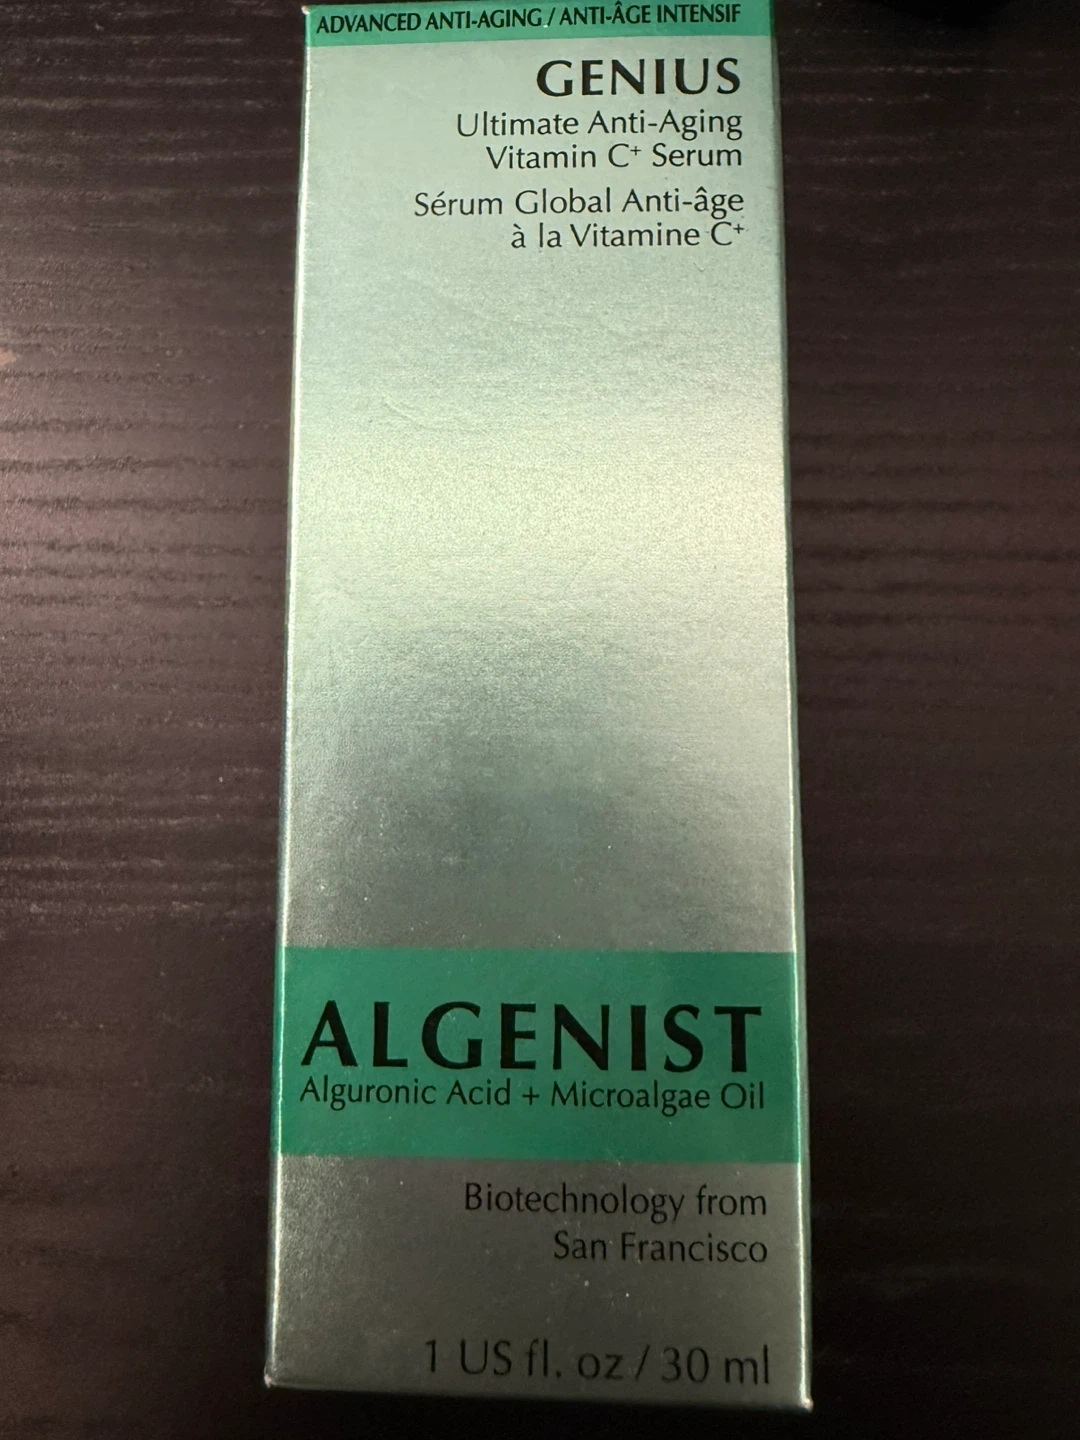 ADVANCED ANTI-AGING / ANTI-ÂGE INTENSIF
GENIUS
Ultimate Anti-Aging
Vitamin C⁺ Serum
Sérum Global Anti-âge
à la Vitamine C⁺
ALGENIST
Alguronic Acid + Microalgae Oil
Biotechnology from
San Francisco
1 US fl. oz / 30 ml